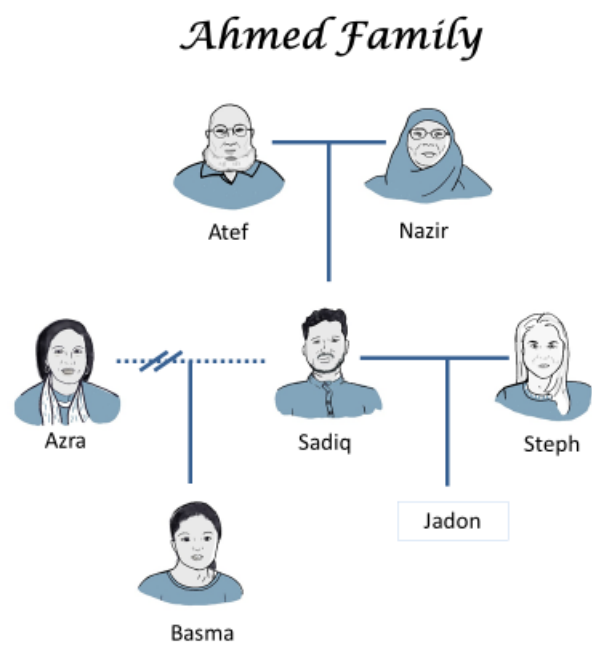 Ahmed Family
Atef
Nazir
Azra
Sadiq
Steph
Jadon
Basma